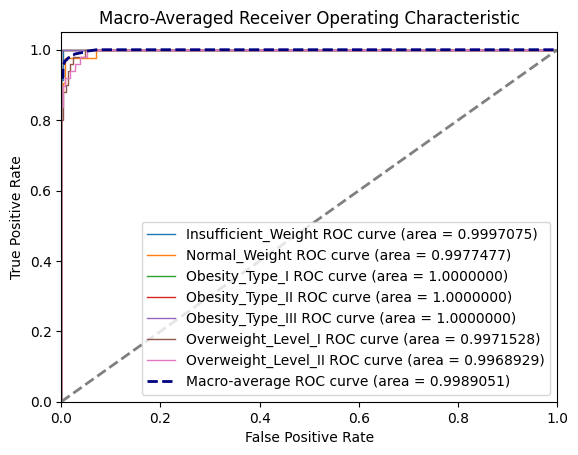 Macro-Averaged Receiver Operating Characteristic
True Positive Rate
1.0
0.8
0.6
0.4
0.2
0.0
Insufficient_Weight ROC curve (area = 0.9997075)
Normal_Weight ROC curve (area = 0.9977477)
Obesity_Type_I ROC curve (area = 1.0000000)
Obesity_Type_II ROC curve (area = 1.0000000)
Obesity_Type_III ROC curve (area = 1.0000000)
Overweight_Level_I ROC curve (area = 0.9971528)
Overweight_Level_II ROC curve (area = 0.9968929)
Macro-average ROC curve (area = 0.9989051)
0.0 0.2 0.4 0.6 0.8 1.0
False Positive Rate